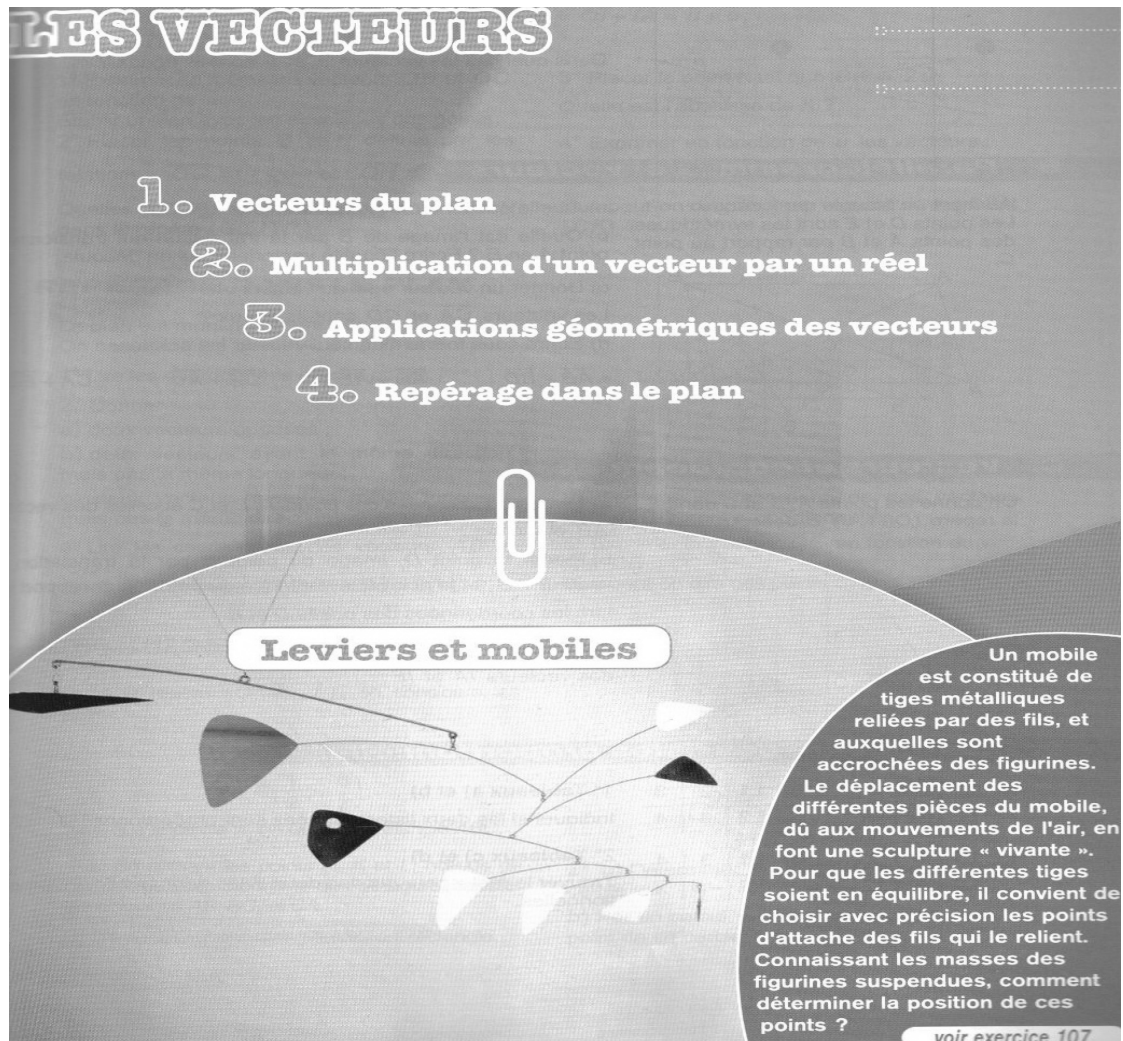 LES VECTEURS
1. Vecteurs du plan
2. Multiplication d'un vecteur par un réel
3. Applications géométriques des vecteurs
4. Repérage dans le plan
Leviers et mobiles
Un mobile
est constitué de
tiges métalliques
reliées par des fils, et
auxquelles sont
accrochées des figurines.
Le déplacement des
différentes pièces du mobile,
dû aux mouvements de l'air, en
font une sculpture « vivante ».
Pour que les différentes tiges
soient en équilibre, il convient de
choisir avec précision les points
d'attache des fils qui le relient.
Connaissant les masses des
figurines suspendues, comment
déterminer la position de ces
points ?
voir exercice 107